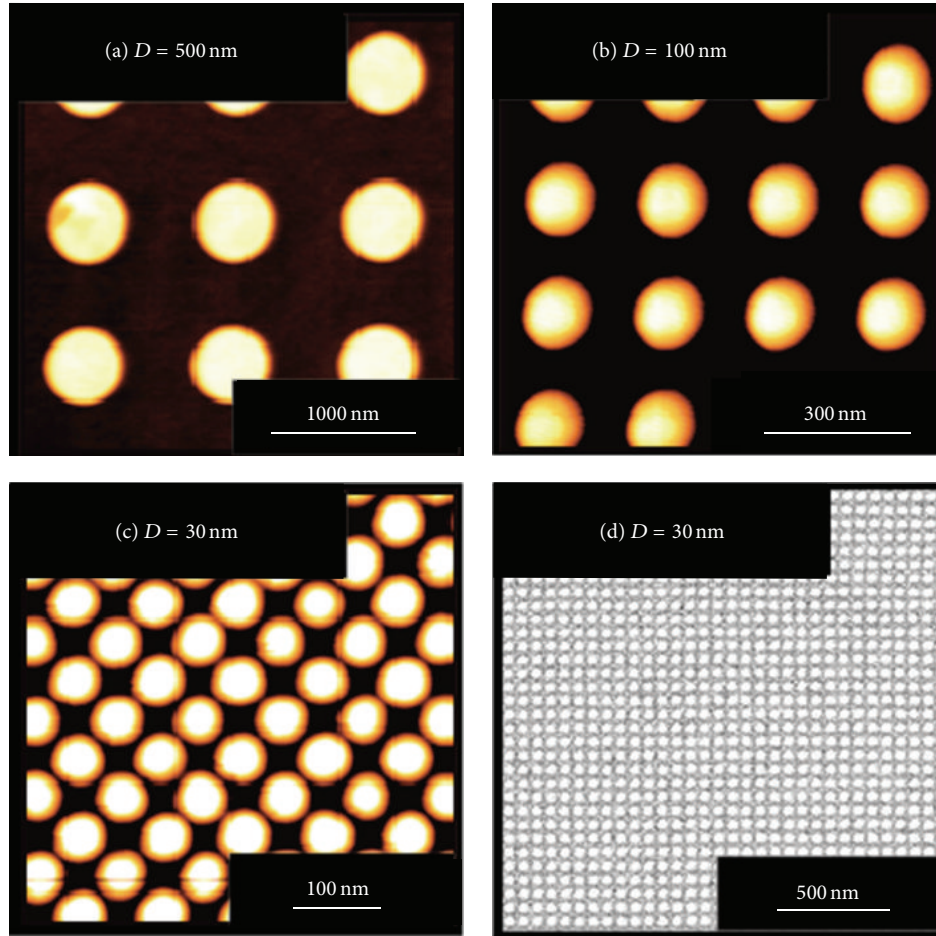 (a) D = 500 nm
(b) D = 100 nm
1000 nm
300 nm
(c) D = 30 nm
(d) D = 30 nm
100 nm
500 nm